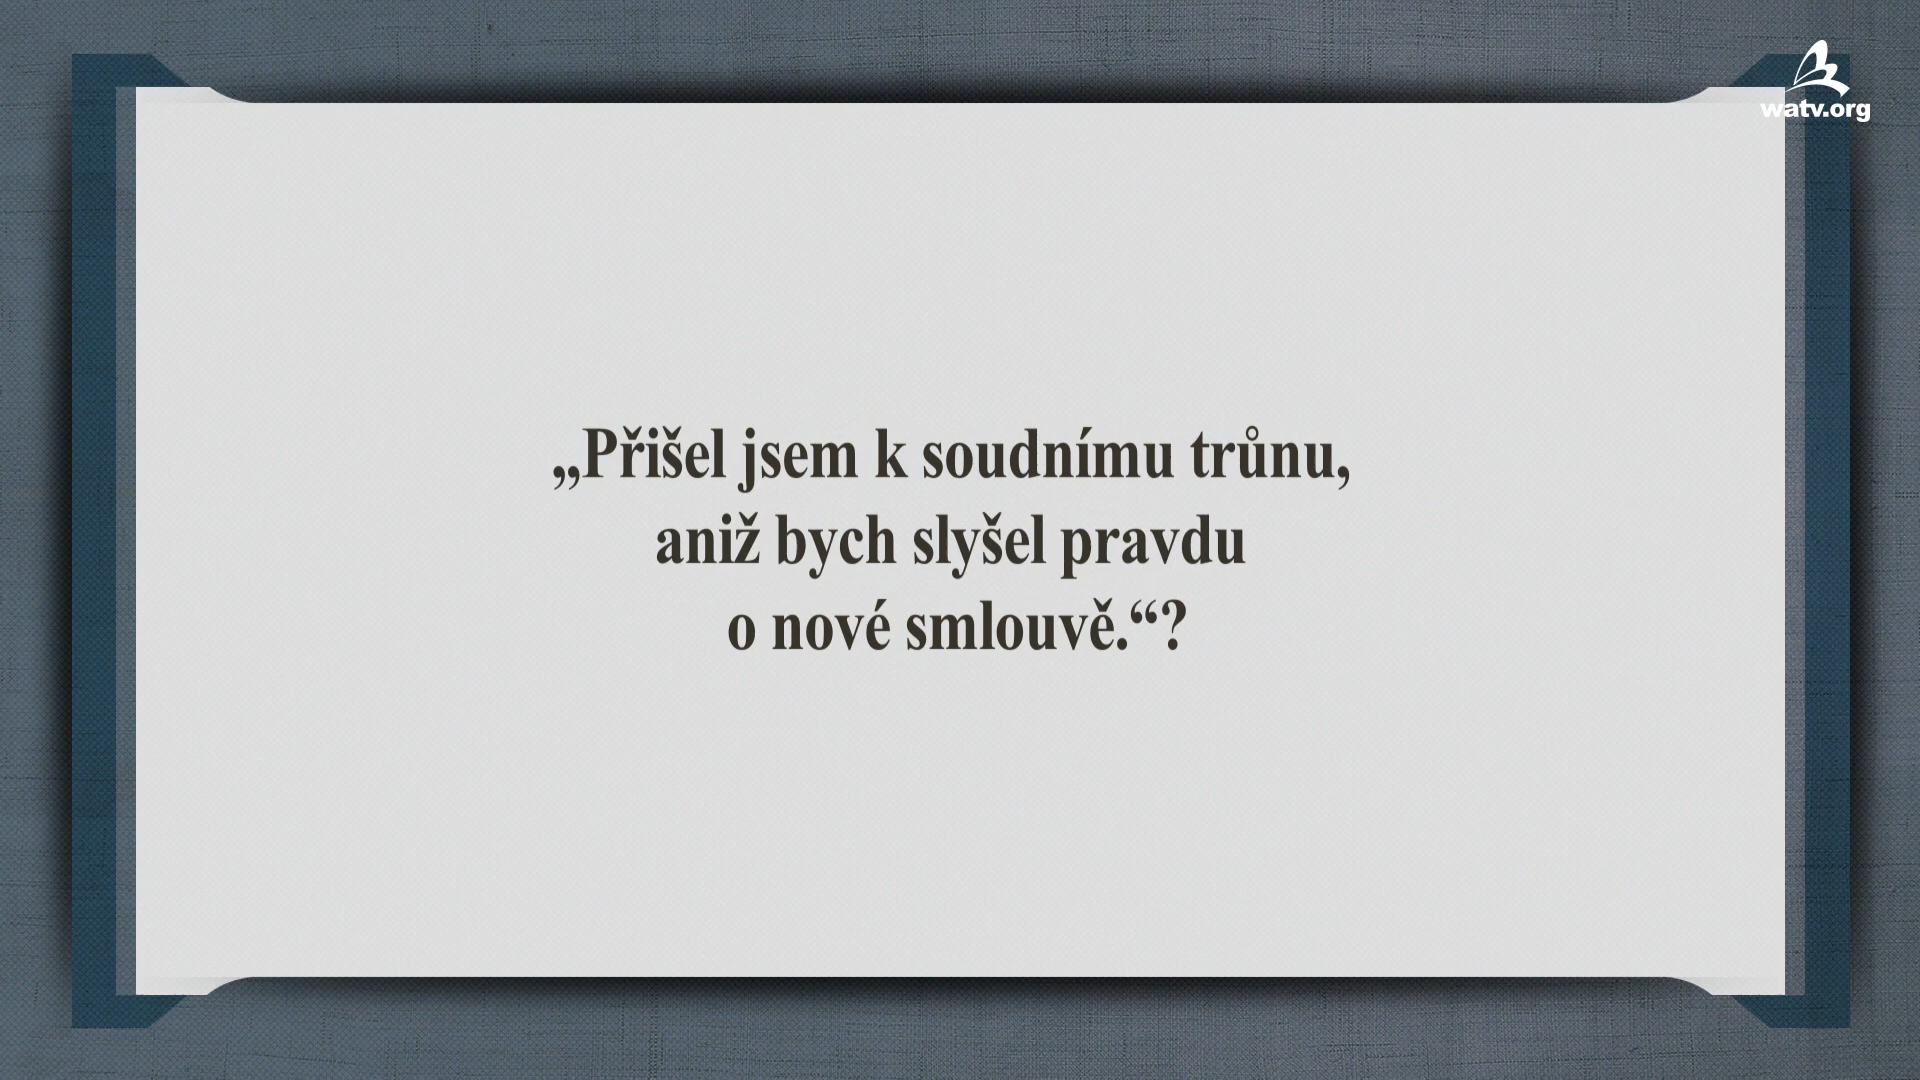 watv.org
„Přišel jsem k soudnímu trůnu,
aniž bych slyšel pravdu
o nové smlouvě.“?